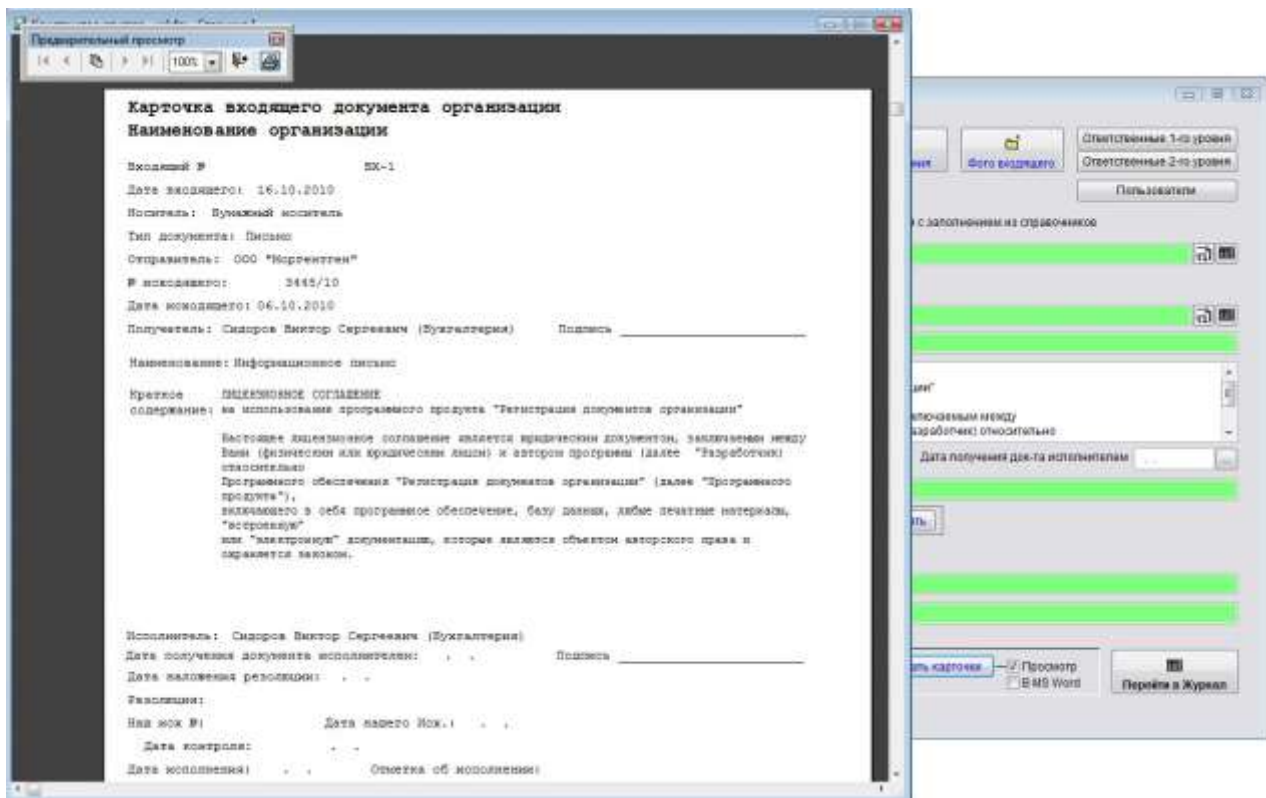 Предварительный просмотр
100%
Карточка входящего документа организации
Наименование организации
Входящий № ВХ-1
Дата входящего: 16.10.2010
Носитель: Бумажный носитель
Тип документа: Письмо
Отправитель: ООО
№ исходящего: 3445/10
Дата исходящего: 06.10.2010
Получатель: Сидоров Виктор Сергеевич (Бухгалтерия) Подпись
Наименование: Информационное письмо
Краткое ЛИЦЕНЗИОННОЕ СОГЛАШЕНИЕ
содержание: на использование программного продукта "Регистрация документов организации"
Настоящее лицензионное соглашение является юридическим документом, заключаемым между
Вами (физическим или юридическим лицом) и автором программы (далее "Разработчик)
относительно
Программного обеспечения "Регистрация документов организации" (далее "Программного
продукта"),
включающего в себя программное обеспечение, базу данных, любые печатные материалы,
"встроенную"
или "электронную" документацию, которые являются объектом авторского права и
охраняется законом.
Исполнитель: Сидоров Виктор Сергеевич (Бухгалтерия)
Дата получения документа исполнителем: . . Подпись
Дата наложения резолюции: . .
Резолюция:
Наш исх №: Дата нашего Исх.: . .
Дата контроля: . .
Дата исполнения: . . Отметка об исполнении:
Фото входящего
Ответственные 1-го уровня
Ответственные 2-го уровня
Пользователи
с заполнением из справочников
ции"
ключаемым между
разработчик) относительно
Дата получения док-та исполнителем . .
ть
ать карточки
Просмотр
В MS Word
Перейти в Журнал